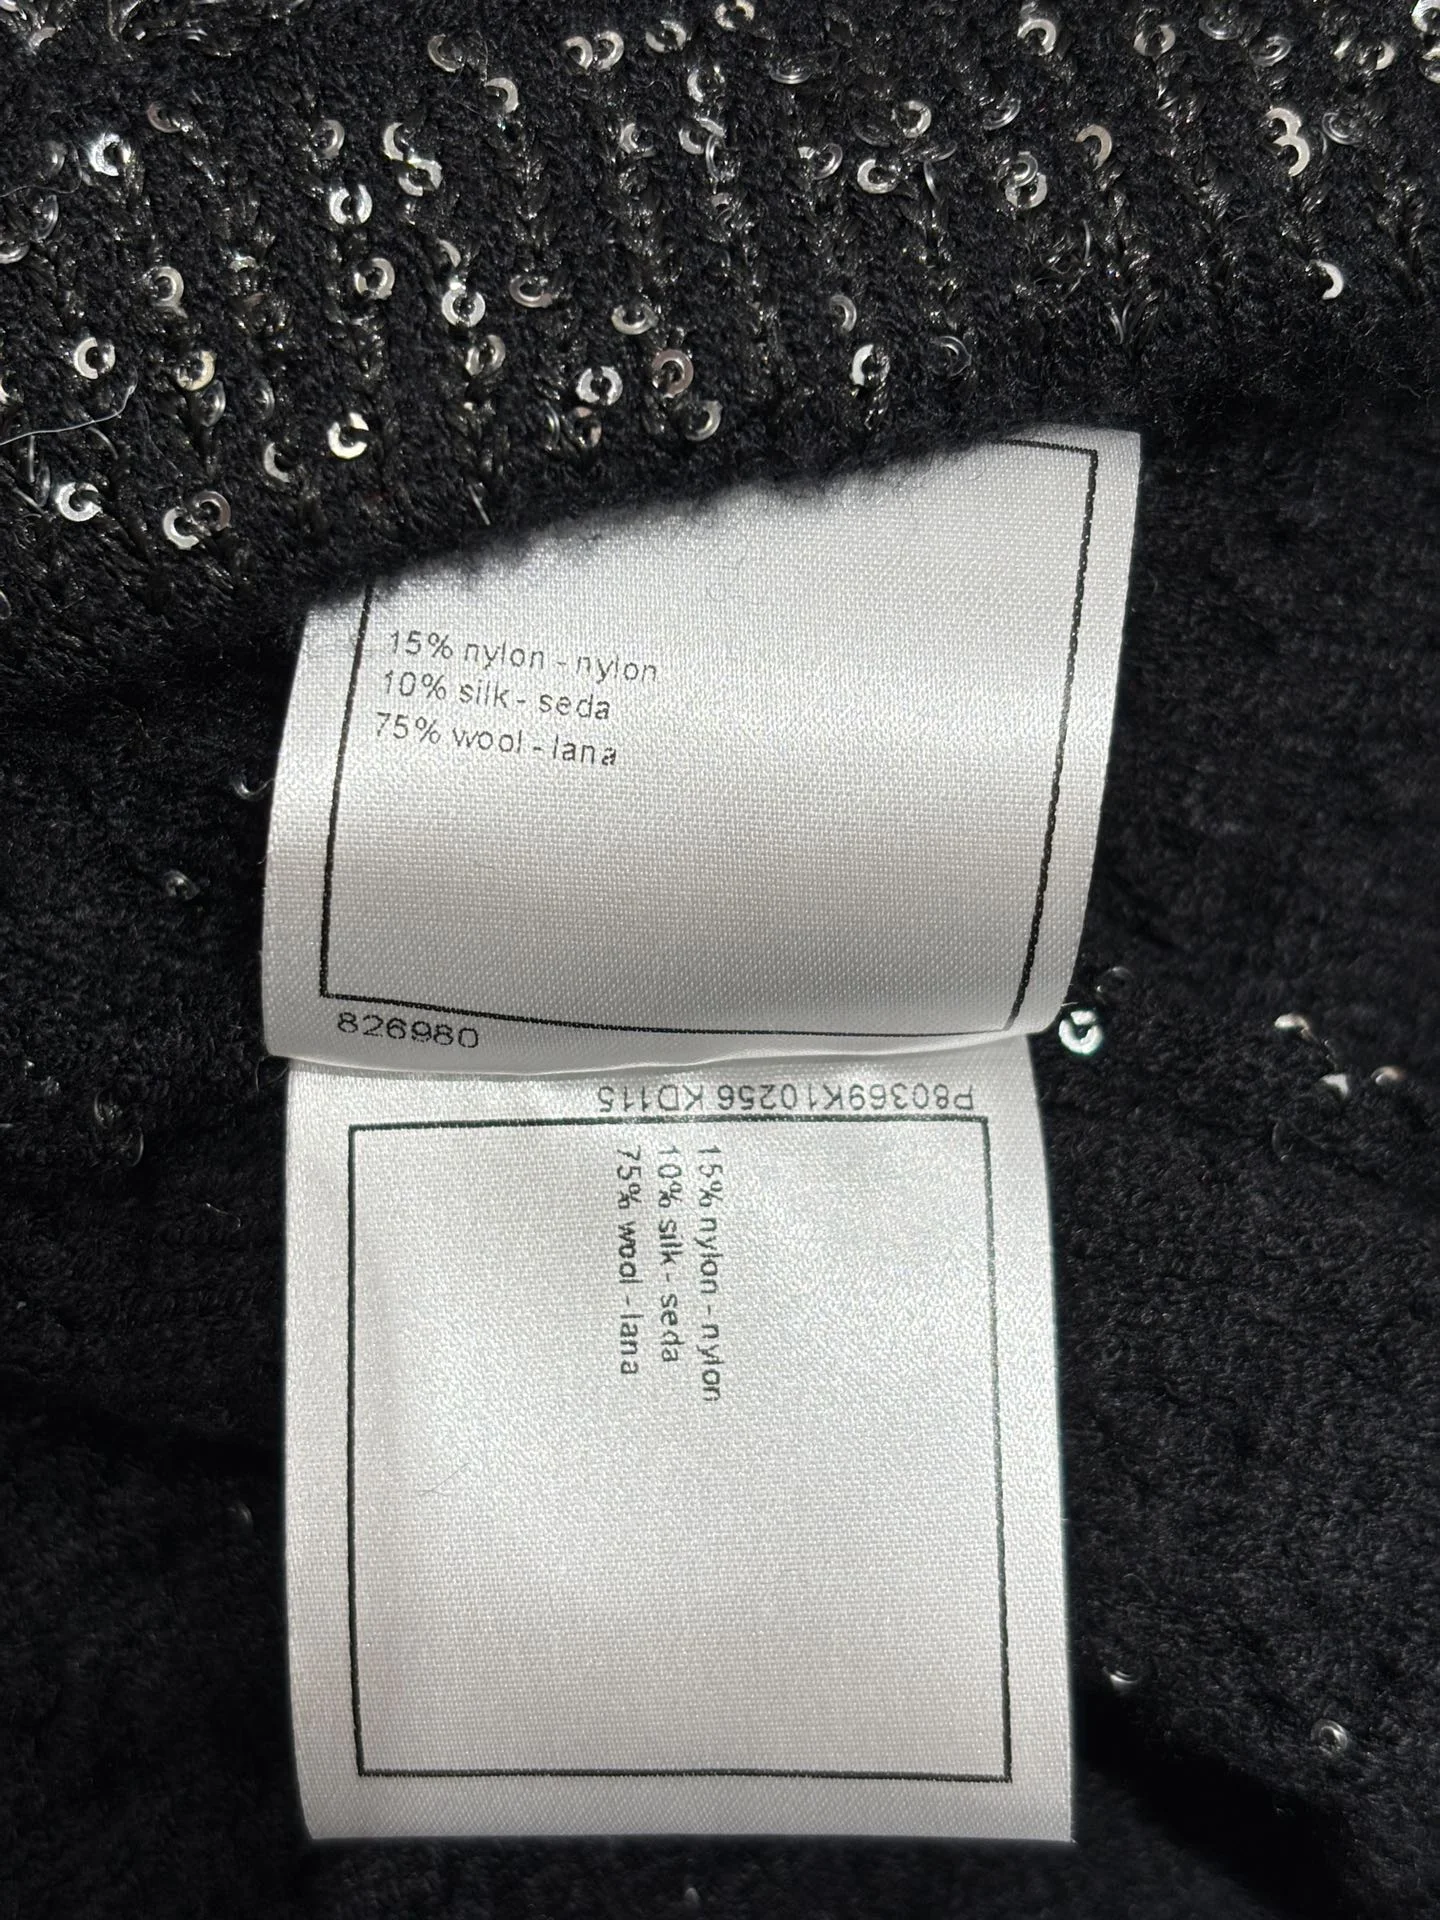 15% nylon - nylon
10% silk - seda
75% wool - lana
826980
P80369K10256 KD115
15% nylon - nylon
10% silk - seda
75% wool - lana